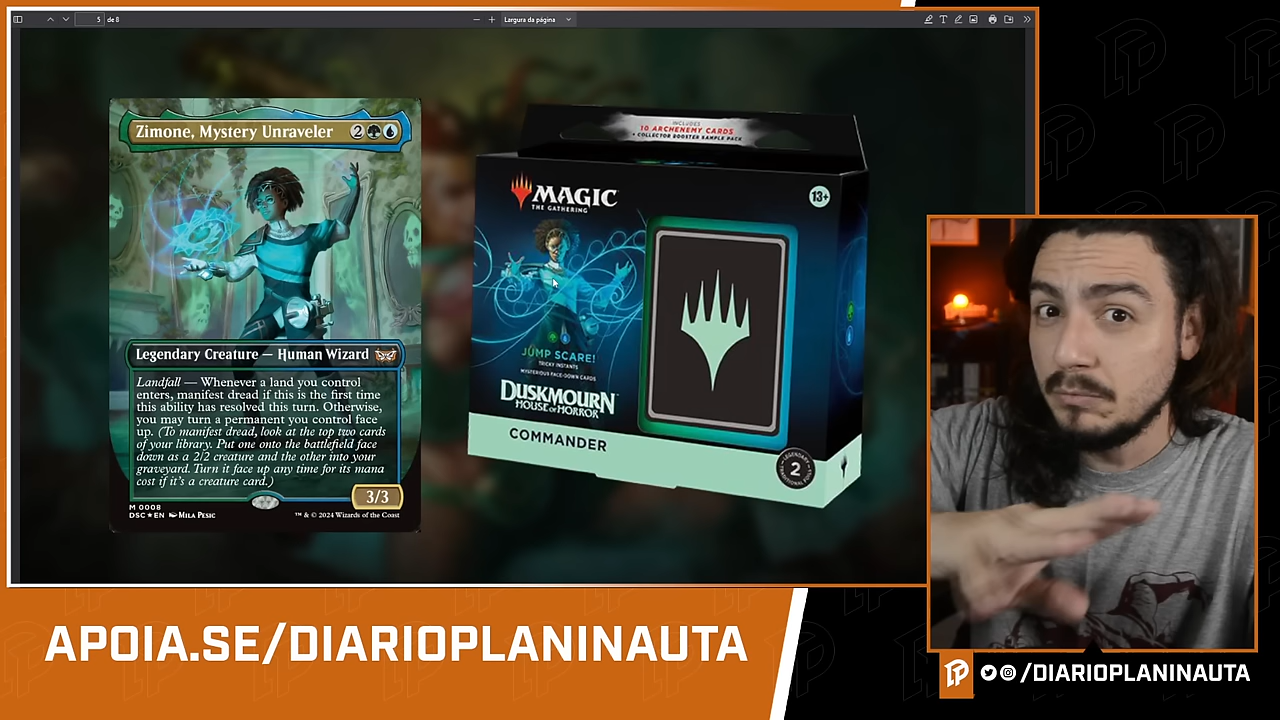 5 de 8
Largura da página
Zimone, Mystery Unraveler 2
Legendary Creature — Human Wizard
Landfall — Whenever a land you control
enters, manifest dread if this is the first time
this ability has resolved this turn. Otherwise,
you may turn a permanent you control face
up. (To manifest dread, look at the top two cards
of your library. Put one onto the battlefield face
down as a 2/2 creature and the other into your
graveyard. Turn it face up any time for its mana
cost if it's a creature card.)
3/3
M 0008
DSC ★ EN MILA PESIC
™ & © 2024 Wizards of the Coast
INCLUDES
10 ARCHENEMY CARDS
+ COLLECTOR BOOSTER SAMPLE PACK
MAGIC
THE GATHERING
13+
JUMP SCARE!
TRICKY INSTANTS
MYSTERIOUS FACE-DOWN CARDS
DUSKMOURN
HOUSE OF HORROR
COMMANDER
2
APOIA.SE/DIARIOPLANINAUTA
/DIARIOPLANINAUTA